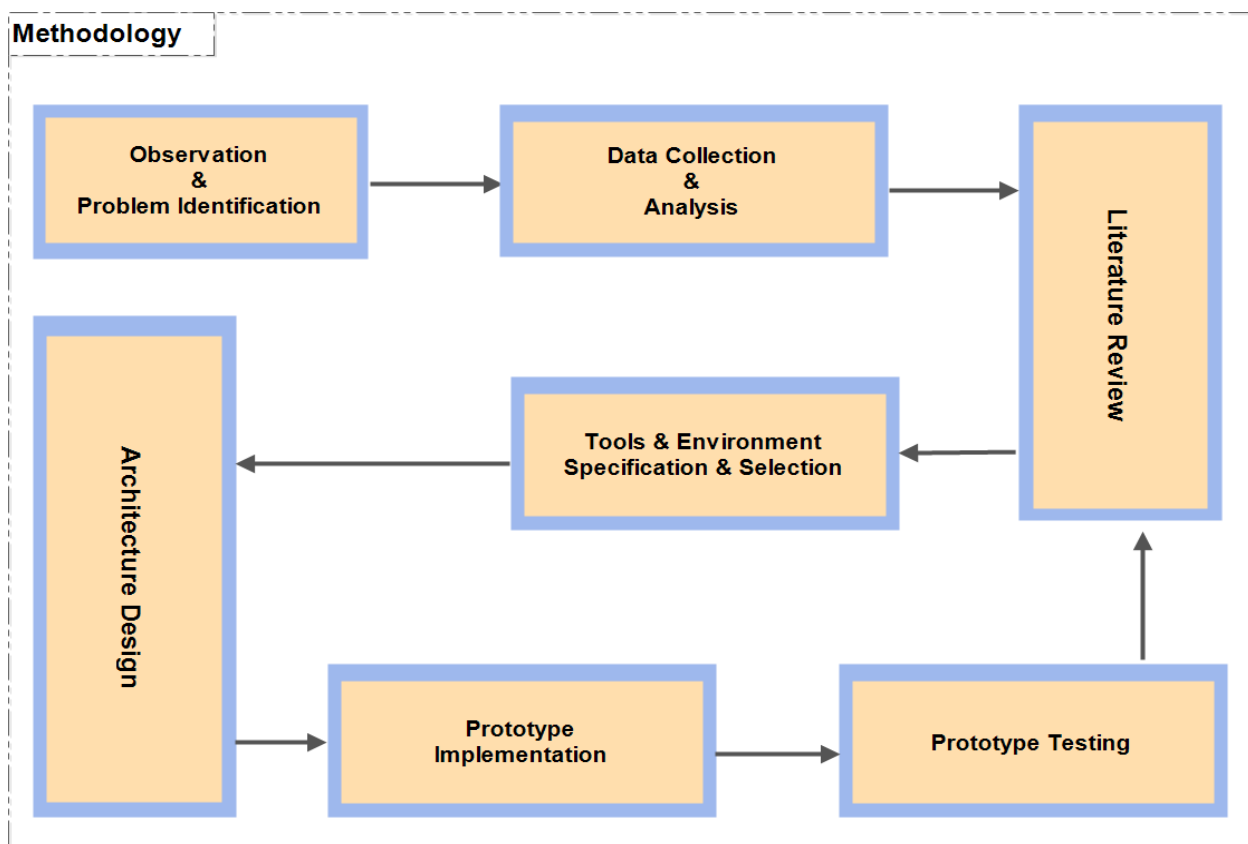 Methodology
Observation
&
Problem Identification
Data Collection
&
Analysis
Literature Review
Tools & Environment
Specification & Selection
Architecture Design
Prototype
Implementation
Prototype Testing